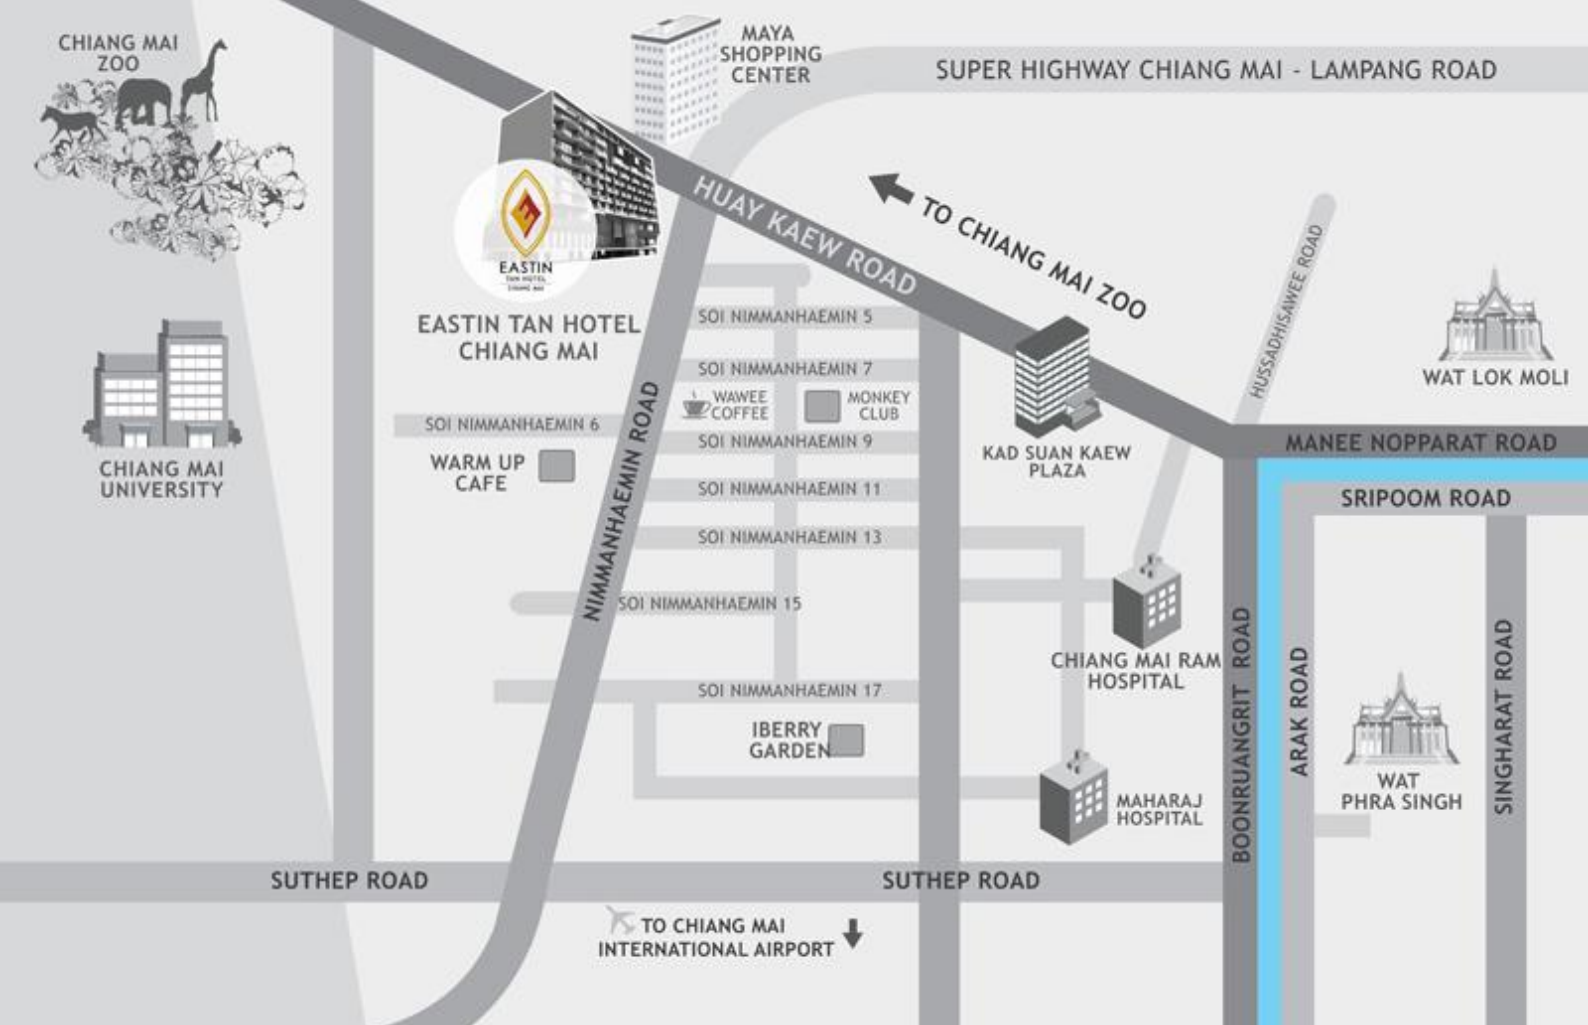 CHIANG MAI
ZOO
MAYA
SHOPPING
CENTER
SUPER HIGHWAY CHIANG MAI - LAMPANG ROAD
HUAY KAEW ROAD
TO CHIANG MAI ZOO
HUSSADHISAWEE ROAD
EASTIN
TAN HOTEL
CHIANG MAI
EASTIN TAN HOTEL
CHIANG MAI
SOI NIMMANHAEMIN 5
SOI NIMMANHAEMIN 7
WAWEE
COFFEE
MONKEY
CLUB
WAT LOK MOLI
SOI NIMMANHAEMIN 6
SOI NIMMANHAEMIN 9
KAD SUAN KAEW
PLAZA
MANEE NOPPARAT ROAD
CHIANG MAI
UNIVERSITY
WARM UP
CAFE
NIMMANHAEMIN ROAD
SOI NIMMANHAEMIN 11
SRIPOOM ROAD
SOI NIMMANHAEMIN 13
SOI NIMMANHAEMIN 15
CHIANG MAI RAM
HOSPITAL
SOI NIMMANHAEMIN 17
IBERRY
GARDEN
BOONRUANGRIT ROAD
ARAK ROAD
WAT
PHRA SINGH
SINGHARAT ROAD
MAHARAJ
HOSPITAL
SUTHEP ROAD
SUTHEP ROAD
TO CHIANG MAI
INTERNATIONAL AIRPORT